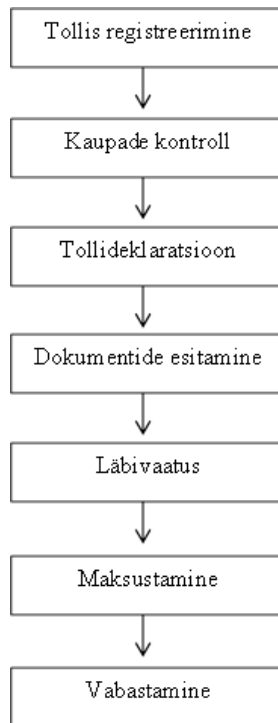 Tollis registreerimine
Kaupade kontroll
Tollideklaratsioon
Dokumentide esitamine
Läbivaatus
Maksustamine
Vabastamine